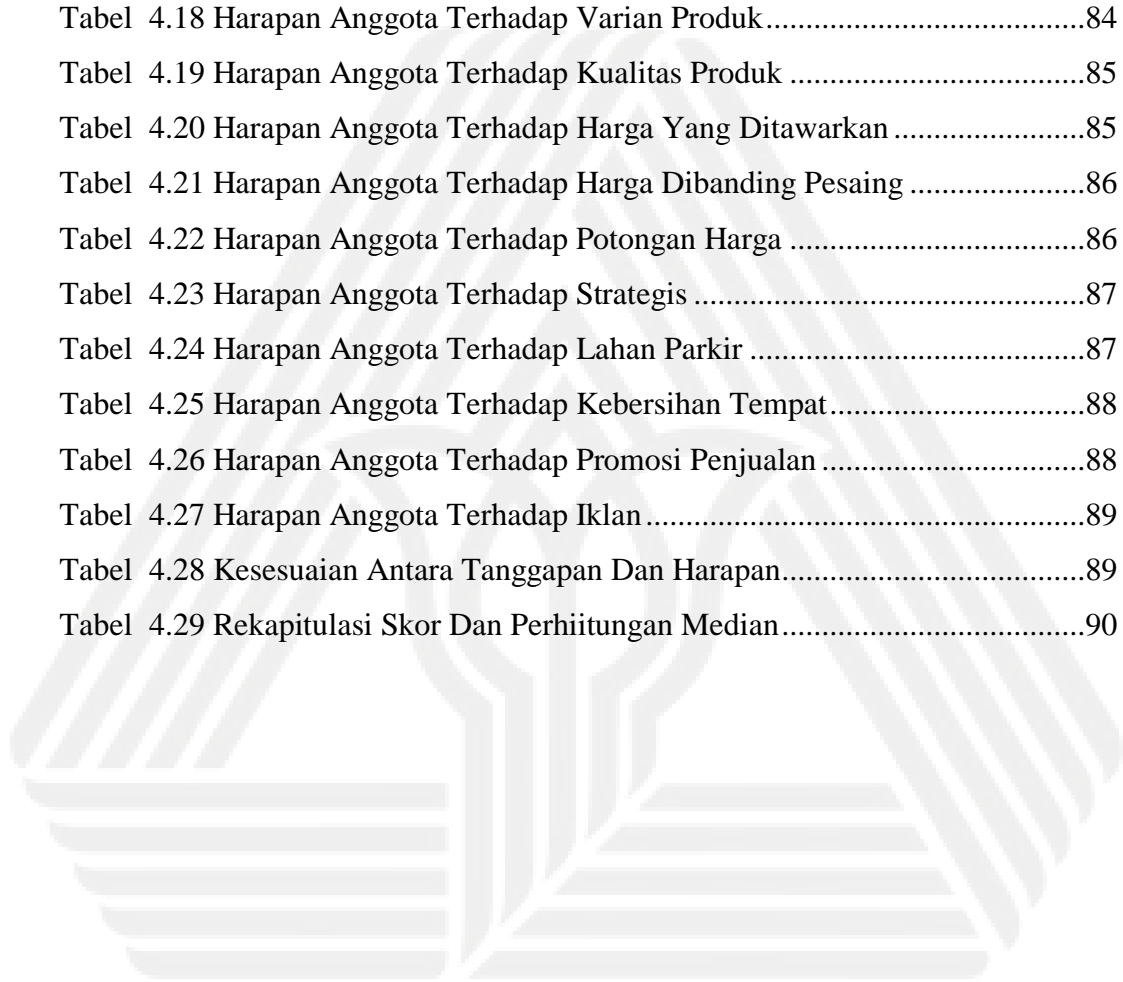 Tabel 4.18 Harapan Anggota Terhadap Varian Produk...........................................84
Tabel 4.19 Harapan Anggota Terhadap Kualitas Produk ........................................85
Tabel 4.20 Harapan Anggota Terhadap Harga Yang Ditawarkan ...........................85
Tabel 4.21 Harapan Anggota Terhadap Harga Dibanding Pesaing .........................86
Tabel 4.22 Harapan Anggota Terhadap Potongan Harga ........................................86
Tabel 4.23 Harapan Anggota Terhadap Strategis ....................................................87
Tabel 4.24 Harapan Anggota Terhadap Lahan Parkir .............................................87
Tabel 4.25 Harapan Anggota Terhadap Kebersihan Tempat...................................88
Tabel 4.26 Harapan Anggota Terhadap Promosi Penjualan ....................................88
Tabel 4.27 Harapan Anggota Terhadap Iklan ..........................................................89
Tabel 4.28 Kesesuaian Antara Tanggapan Dan Harapan.........................................89
Tabel 4.29 Rekapitulasi Skor Dan Perhiitungan Median.........................................90